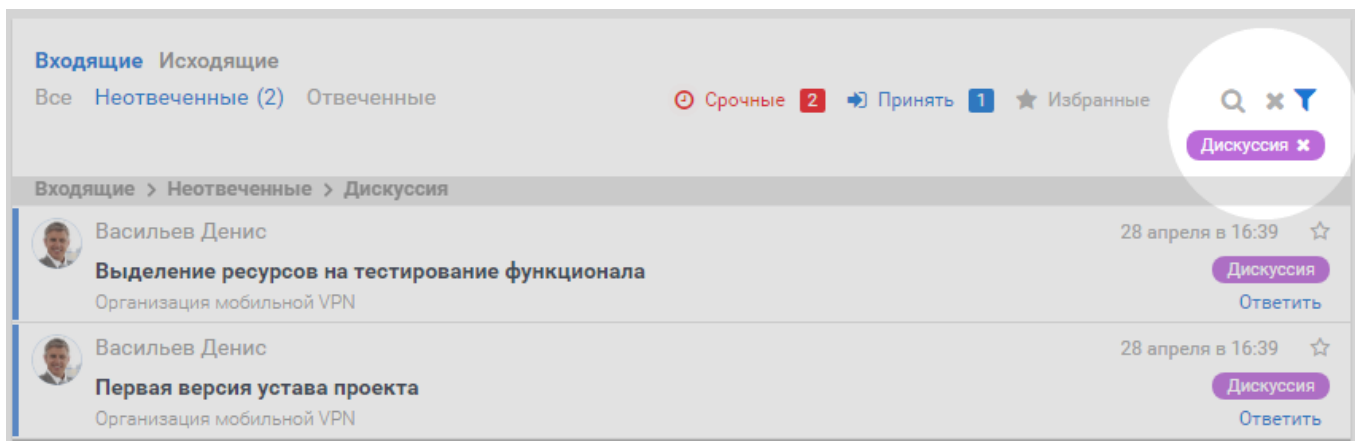 Входящие Исходящие
Все Неотвеченные (2) Отвеченные Срочные 2 Принять 1 Избранные
Дискуссия
Входящие > Неотвеченные > Дискуссия
Васильев Денис 28 апреля в 16:39
Выделение ресурсов на тестирование функционала Дискуссия
Организация мобильной VPN Ответить
Васильев Денис 28 апреля в 16:39
Первая версия устава проекта Дискуссия
Организация мобильной VPN Ответить